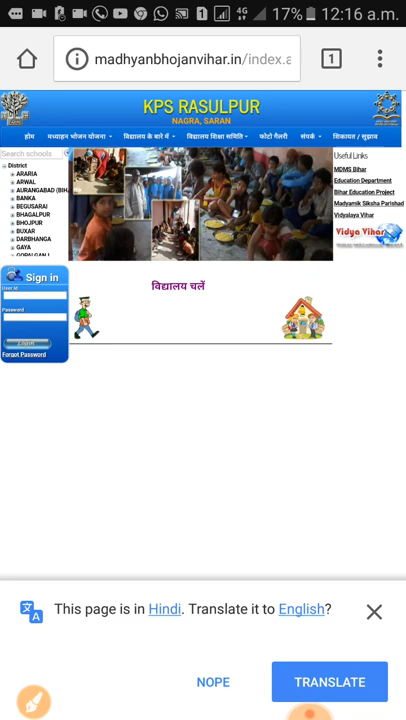 4G 17% 12:16 a.m.
madhyanbhojanvihar.in/index.a
1
KPS RASULPUR
NAGRA, SARAN
होम मध्याहन भोजन योजना विद्यालय के बारे में विद्यालय शिक्षा समिति फोटो गैलरी संपर्क शिकायत / सुझाव
Search schools
District
ARARIA
ARWAL
AURANGABAD (BIH
BANKA
BEGUSARAI
BHAGALPUR
BHOJPUR
BUXAR
DARBHANGA
GAYA
GOPALGANJ
Useful Links
MDMS Bihar
Education Department
Bihar Education Project
Madyamik Siksha Parishad
Vidyalaya Vihar
Vidya Vihar
Sign in
User Id
Password
Login
Forgot Password
विद्यालय चलें
This page is in Hindi. Translate it to English?
NOPE
TRANSLATE